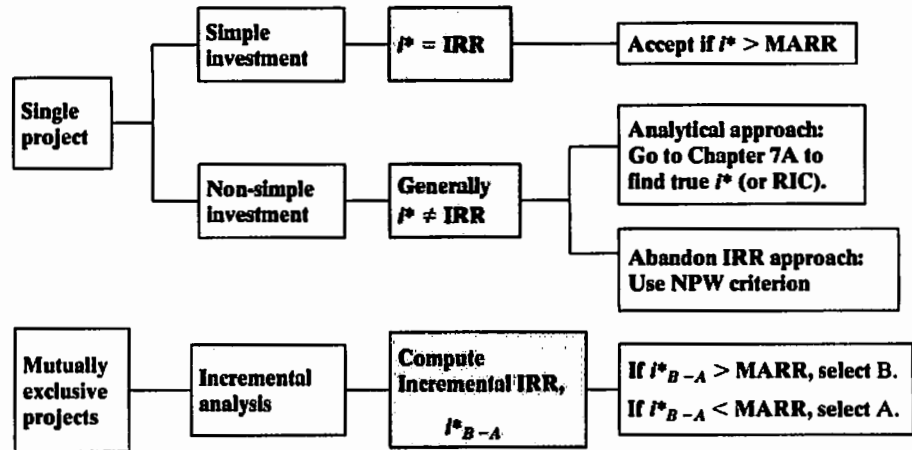 Single
project
Simple
investment
i* = IRR
Accept if i* > MARR
Non-simple
investment
Generally
i* ≠ IRR
Analytical approach:
Go to Chapter 7A to
find true i* (or RIC).
Abandon IRR approach:
Use NPW criterion
Mutually
exclusive
projects
Incremental
analysis
Compute
Incremental IRR,
i*B – A
If i*B – A > MARR, select B.
If i*B – A < MARR, select A.